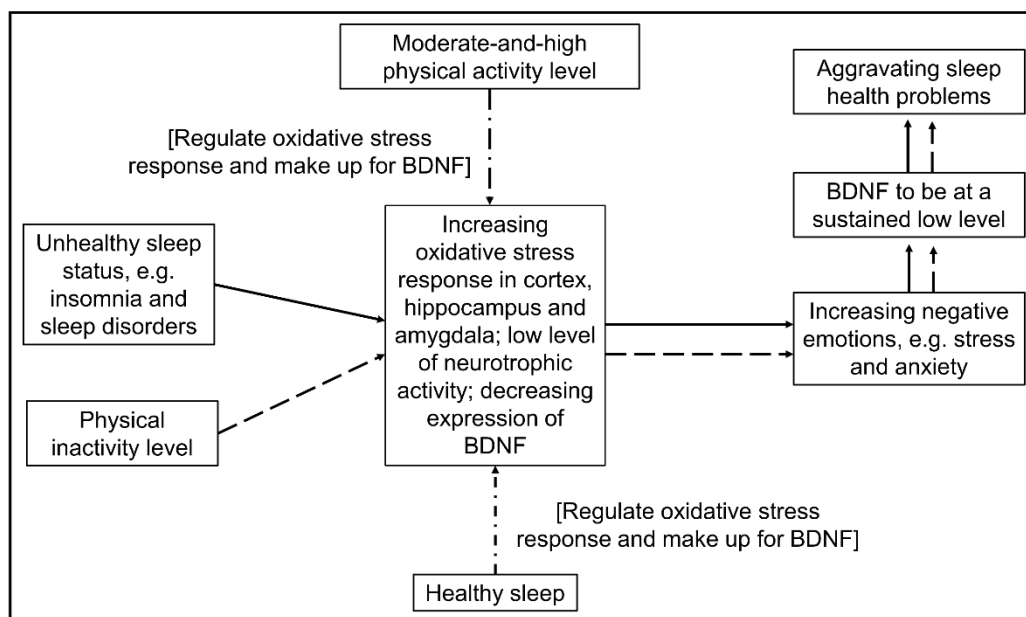 Moderate-and-high
physical activity level
[Regulate oxidative stress
response and make up for BDNF]
Unhealthy sleep
status, e.g.
insomnia and
sleep disorders
Physical
inactivity level
Increasing
oxidative stress
response in cortex,
hippocampus and
amygdala; low level
of neurotrophic
activity; decreasing
expression of
BDNF
[Regulate oxidative stress
response and make up for BDNF]
Healthy sleep
Aggravating sleep
health problems
BDNF to be at a
sustained low level
Increasing negative
emotions, e.g. stress
and anxiety